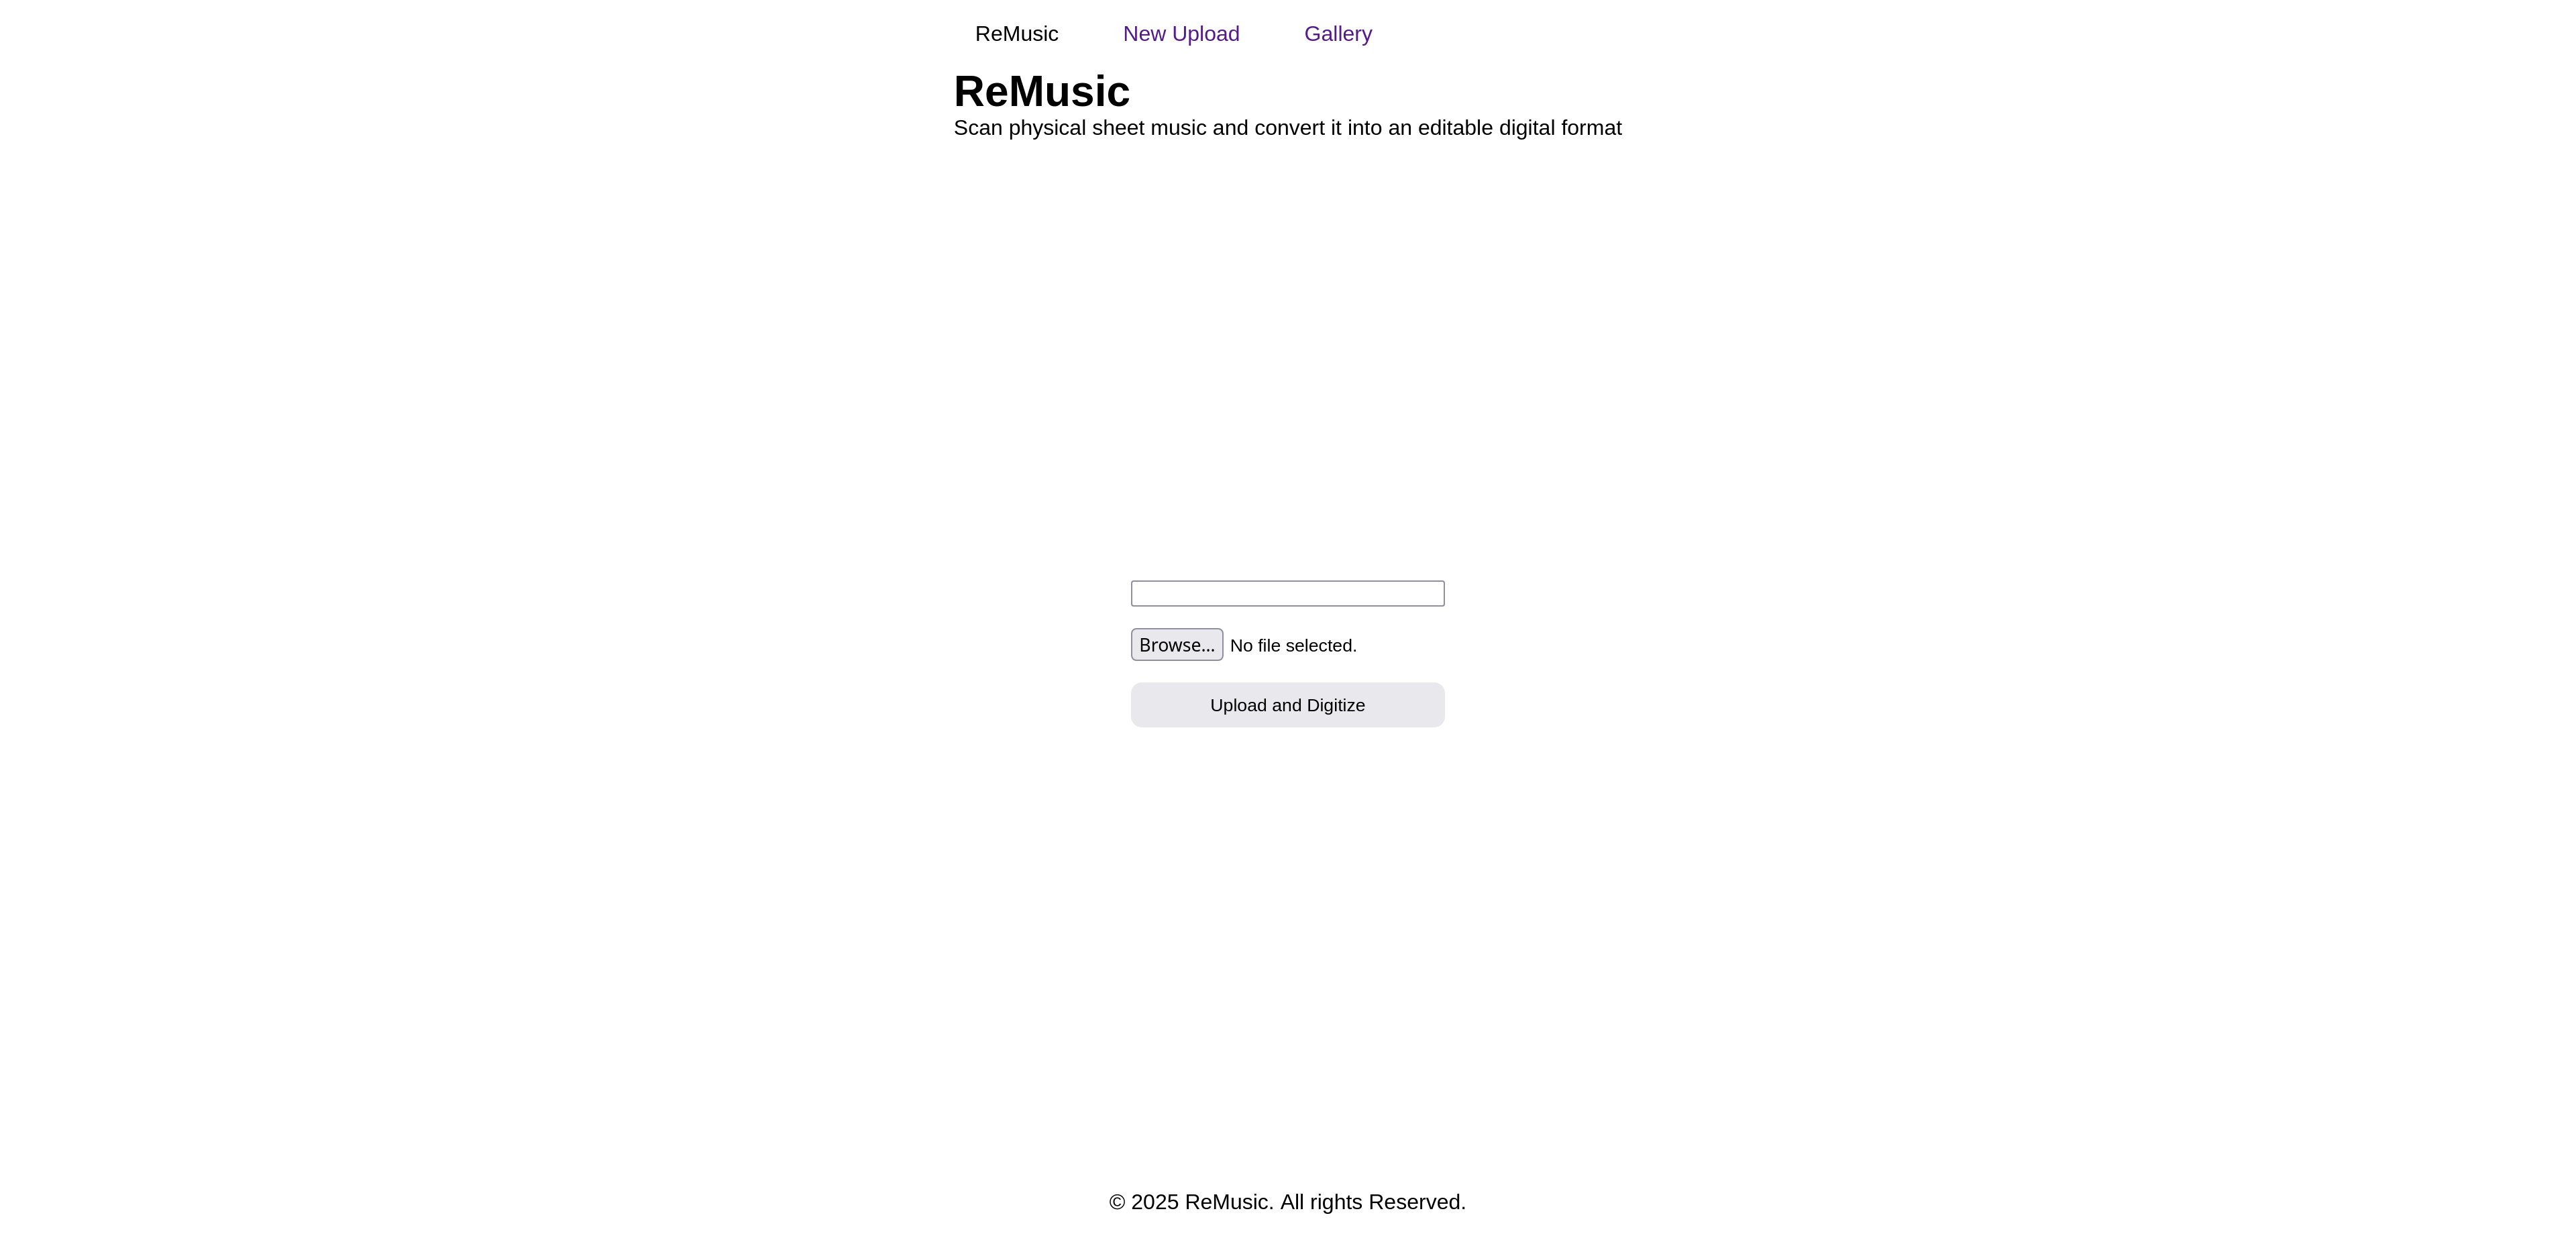 ReMusic New Upload Gallery
ReMusic
Scan physical sheet music and convert it into an editable digital format
Browse... No file selected.
Upload and Digitize
© 2025 ReMusic. All rights Reserved.